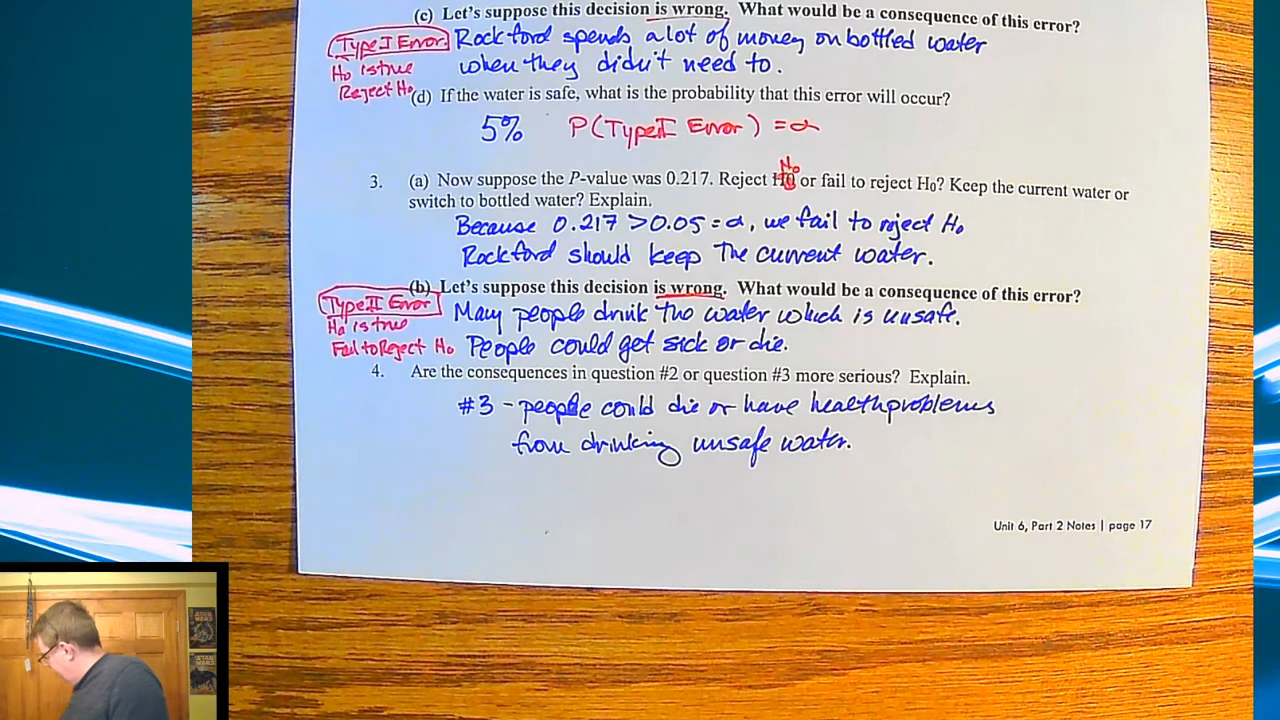 (c) Let's suppose this decision is wrong. What would be a consequence of this error?
Type I Error Rockford spends a lot of money on bottled water
H₀ is true when they didn't need to.
Reject H₀
(d) If the water is safe, what is the probability that this error will occur?
5% P(Type I Error) = α
3. (a) Now suppose the P-value was 0.217. Reject H₀ or fail to reject H₀? Keep the current water or
switch to bottled water? Explain.
Because 0.217 > 0.05 = α, we fail to reject H₀
Rockford should keep the current water.
(b) Let's suppose this decision is wrong. What would be a consequence of this error?
Type II Error Many people drink the water which is unsafe.
Hₐ is true
Fail to Reject H₀ People could get sick or die.
4. Are the consequences in question #2 or question #3 more serious? Explain.
#3 - people could die or have health problems
from drinking unsafe water.
Unit 6, Part 2 Notes | page 17
STAR WARS
STAR WARS